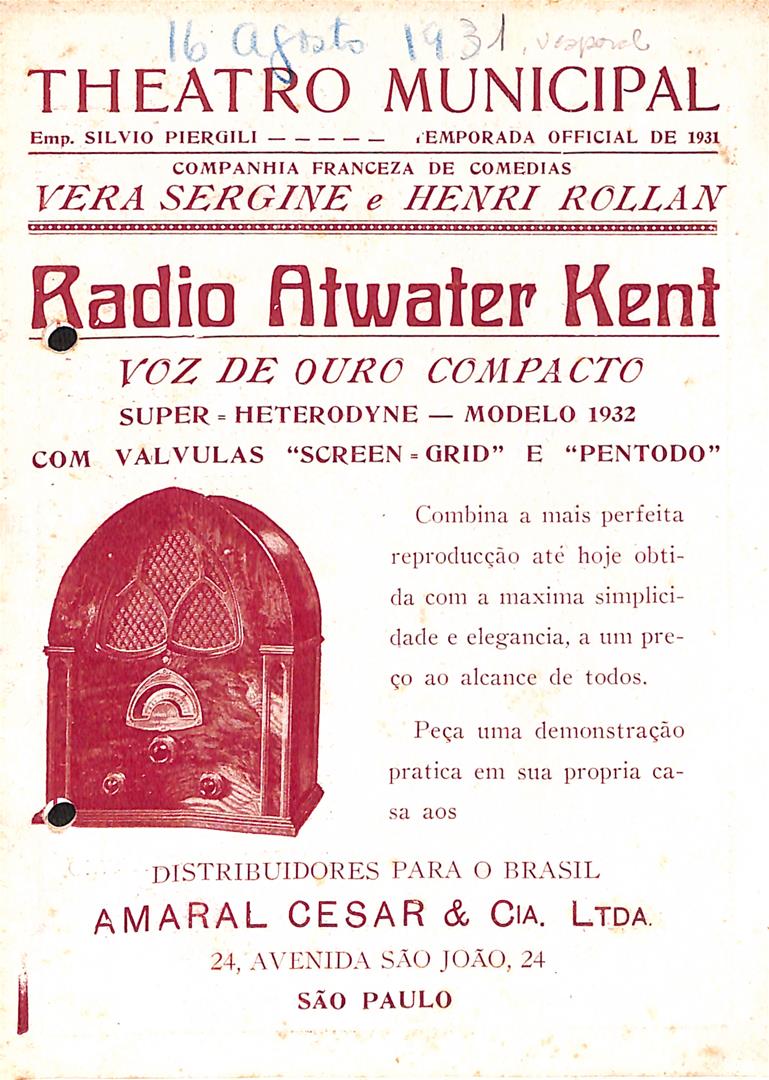 16 Agosto 1931, vesperal
THEATRO MUNICIPAL
Emp. SILVIO PIERGILI — — — — — TEMPORADA OFFICIAL DE 1931
COMPANHIA FRANCEZA DE COMEDIAS
VERA SERGINE e HENRI ROLLAN
Radio Atwater Kent
VOZ DE OURO COMPACTO
SUPER = HETERODYNE — MODELO 1932
COM VALVULAS “SCREEN = GRID” E “PENTODO”
Combina a mais perfeita
reproducção até hoje obti-
da com a maxima simplici-
dade e elegancia, a um pre-
ço ao alcance de todos.
Peça uma demonstração
pratica em sua propria ca-
sa aos
DISTRIBUIDORES PARA O BRASIL
AMARAL CESAR & CIA. LTDA.
24, AVENIDA SÃO JOÃO, 24
SÃO PAULO